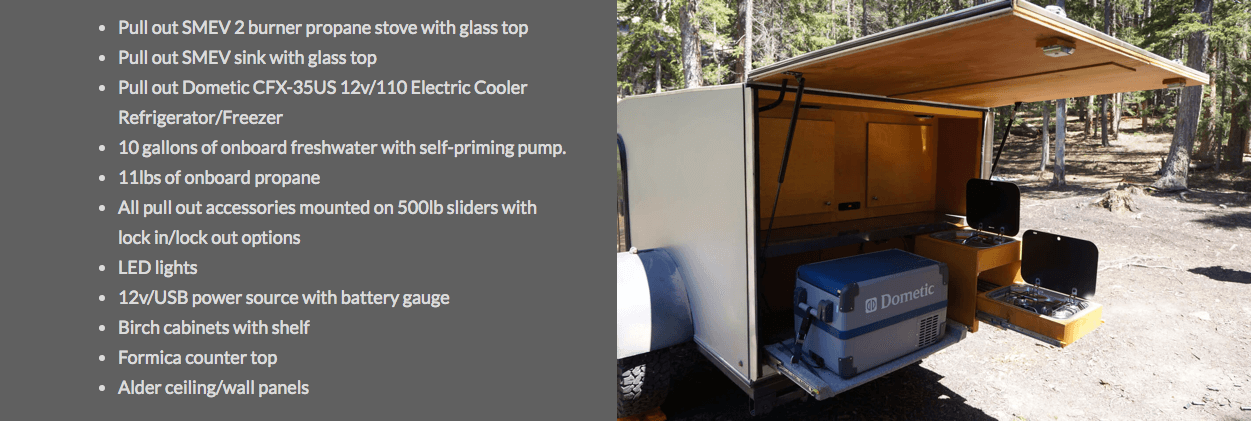 Pull out SMEV 2 burner propane stove with glass top
Pull out SMEV sink with glass top
Pull out Dometic CFX-35US 12v/110 Electric Cooler
Refrigerator/Freezer
10 gallons of onboard freshwater with self-priming pump.
11lbs of onboard propane
All pull out accessories mounted on 500lb sliders with
lock in/lock out options
LED lights
12v/USB power source with battery gauge
Birch cabinets with shelf
Formica counter top
Alder ceiling/wall panels
Dometic